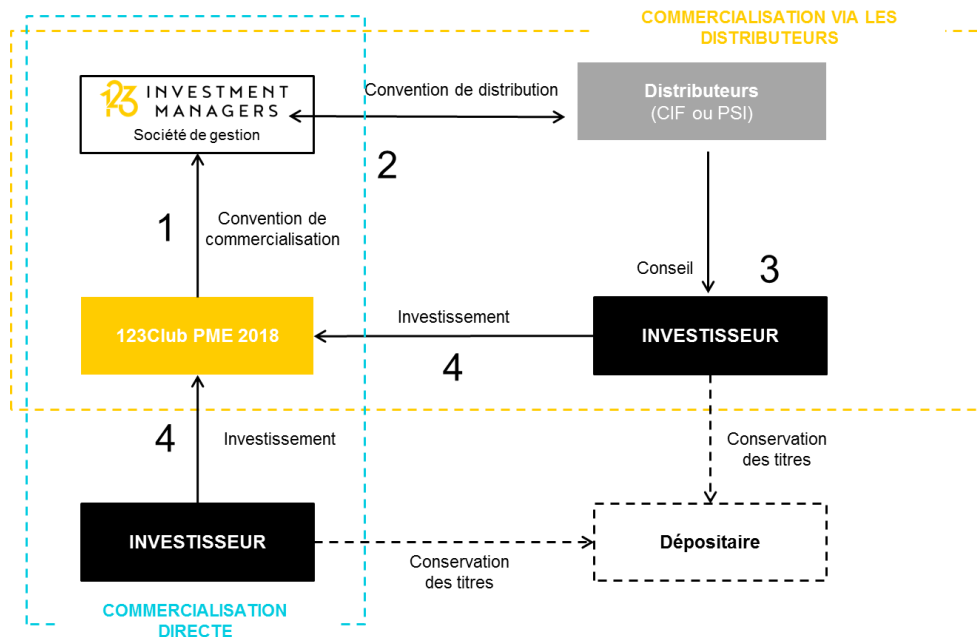 COMMERCIALISATION VIA LES
DISTRIBUTEURS
123 INVESTMENT
MANAGERS
Société de gestion
Convention de distribution
Distributeurs
(CIF ou PSI)
2
1
Convention de
commercialisation
Conseil
3
123Club PME 2018
Investissement
4
INVESTISSEUR
4
Investissement
Conservation
des titres
INVESTISSEUR
Conservation
des titres
Dépositaire
COMMERCIALISATION
DIRECTE